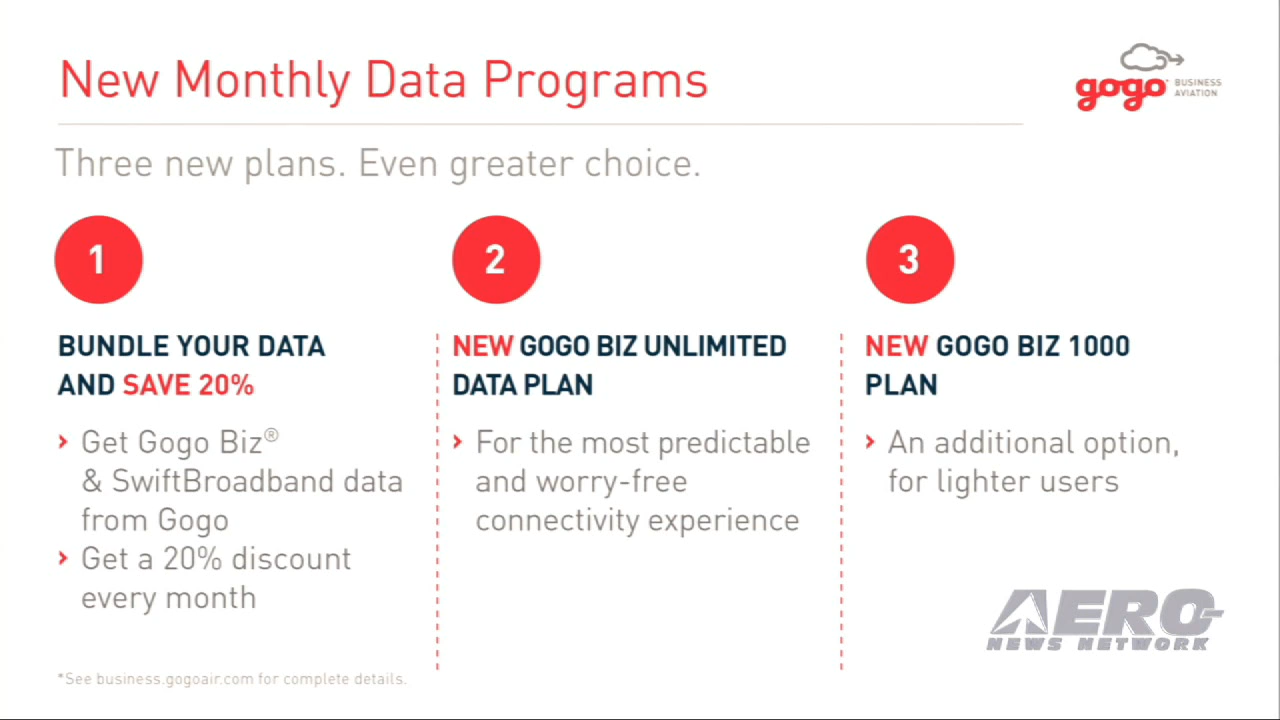 New Monthly Data Programs
gogo BUSINESS
AVIATION
Three new plans. Even greater choice.
1
BUNDLE YOUR DATA
AND SAVE 20%
› Get Gogo Biz®
& SwiftBroadband data
from Gogo
› Get a 20% discount
every month
2
NEW GOGO BIZ UNLIMITED
DATA PLAN
› For the most predictable
and worry-free
connectivity experience
3
NEW GOGO BIZ 1000
PLAN
› An additional option,
for lighter users
AERO-
NEWS NETWORK
*See business.gogoair.com for complete details.